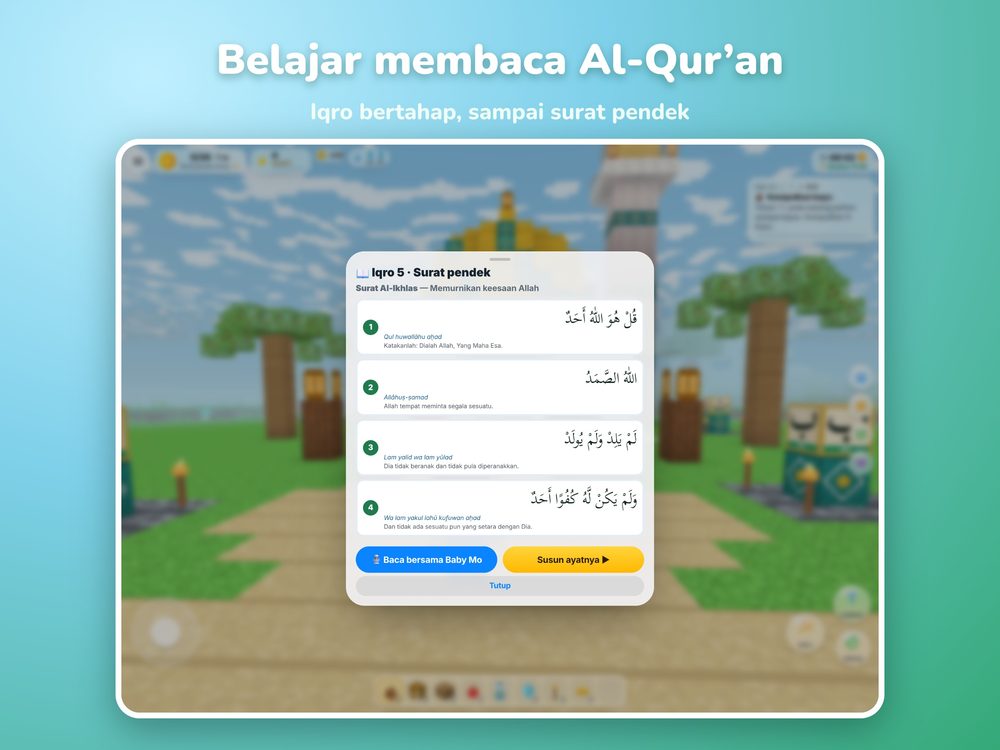 Belajar membaca Al-Qur’an
Iqro bertahap, sampai surat pendek
Iqro 5 · Surat pendek
Surat Al-Ikhlas — Memurnikan keesaan Allah
قُلْ هُوَ اللّٰهُ أَحَدٌ
1
Qul huwallāhu aḥad
Katakanlah: Dialah Allah, Yang Maha Esa.
اللّٰهُ الصَّمَدُ
2
Allāhuṣ-ṣamad
Allah tempat meminta segala sesuatu.
لَمْ يَلِدْ وَلَمْ يُولَدْ
3
Lam yalid wa lam yūlad
Dia tidak beranak dan tidak pula diperanakkan.
وَلَمْ يَكُنْ لَّهُ كُفُوًا أَحَدٌ
4
Wa lam yakul lahū kufuwan aḥad
Dan tidak ada sesuatu pun yang setara dengan Dia.
Baca bersama Baby Mo
Susun ayatnya ▶
Tutup